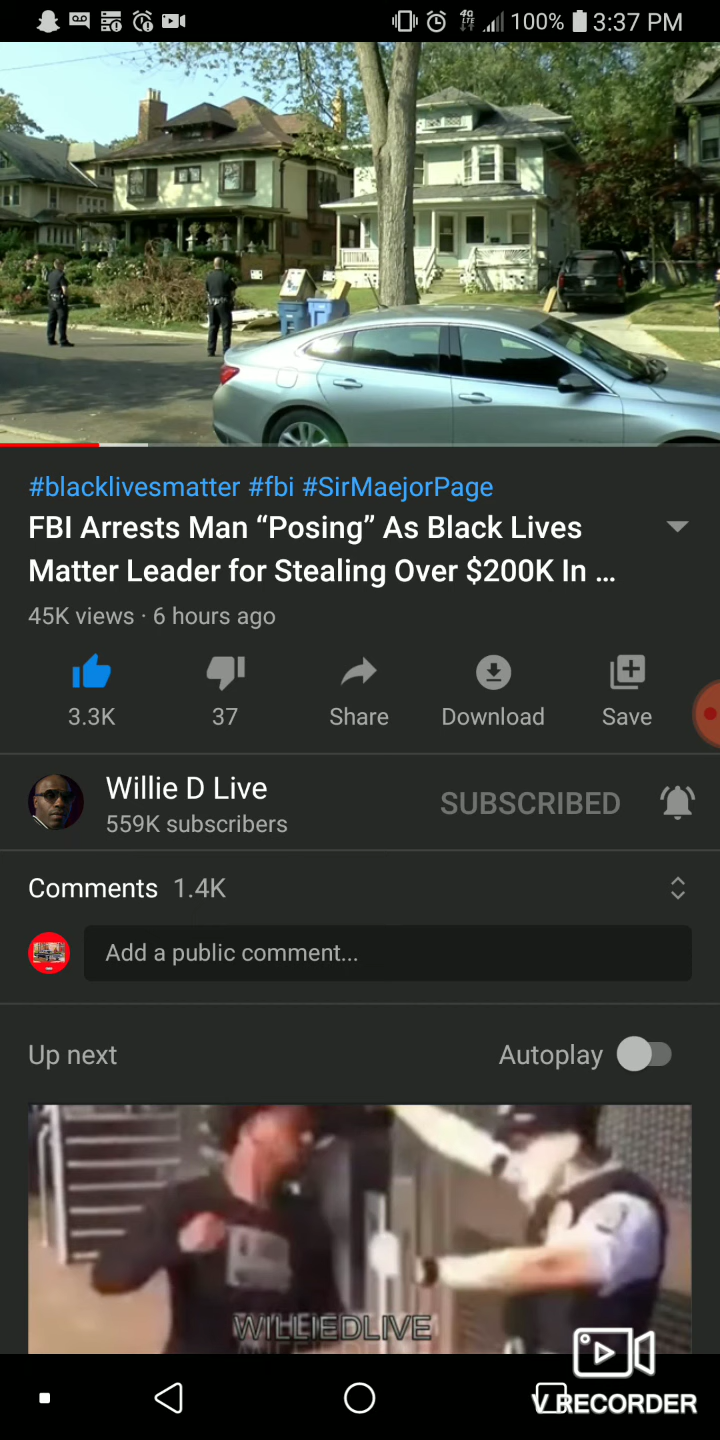 100% 3:37 PM
#blacklivesmatter #fbi #SirMaejorPage
FBI Arrests Man “Posing” As Black Lives
Matter Leader for Stealing Over $200K In ...
45K views · 6 hours ago
3.3K 37 Share Download Save
Willie D Live
559K subscribers
SUBSCRIBED
Comments 1.4K
Add a public comment...
Up next
Autoplay
WILLIEDLIVE
V RECORDER